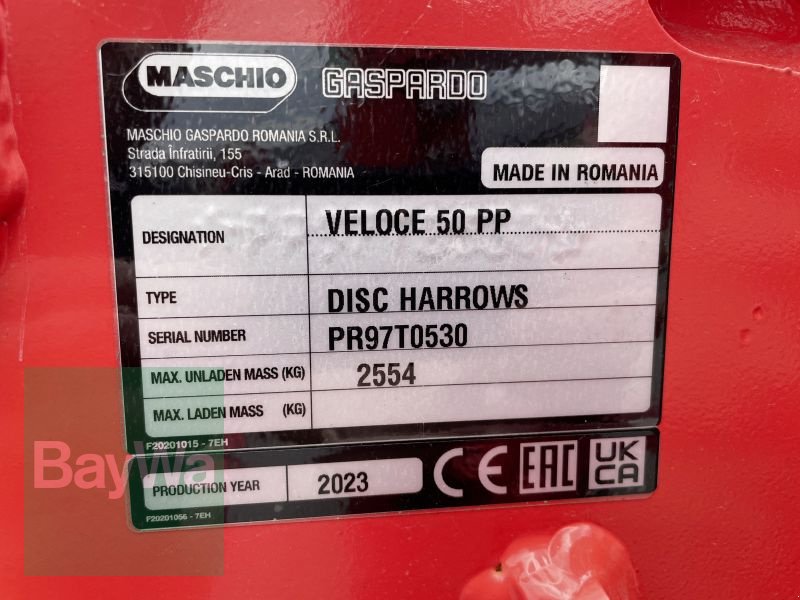 MASCHIO GASPARDO
MASCHIO GASPARDO ROMANIA S.R.L.
Strada Înfratirii, 155
315100 Chisineu-Cris - Arad - ROMANIA
MADE IN ROMANIA
DESIGNATION VELOCE 50 PP
TYPE DISC HARROWS
SERIAL NUMBER PR97T0530
MAX. UNLADEN MASS (KG) 2554
MAX. LADEN MASS (KG)
F20201015 - 7EH
BayWa
PRODUCTION YEAR 2023 CE EAC UK CA
F20201066 - 7EH